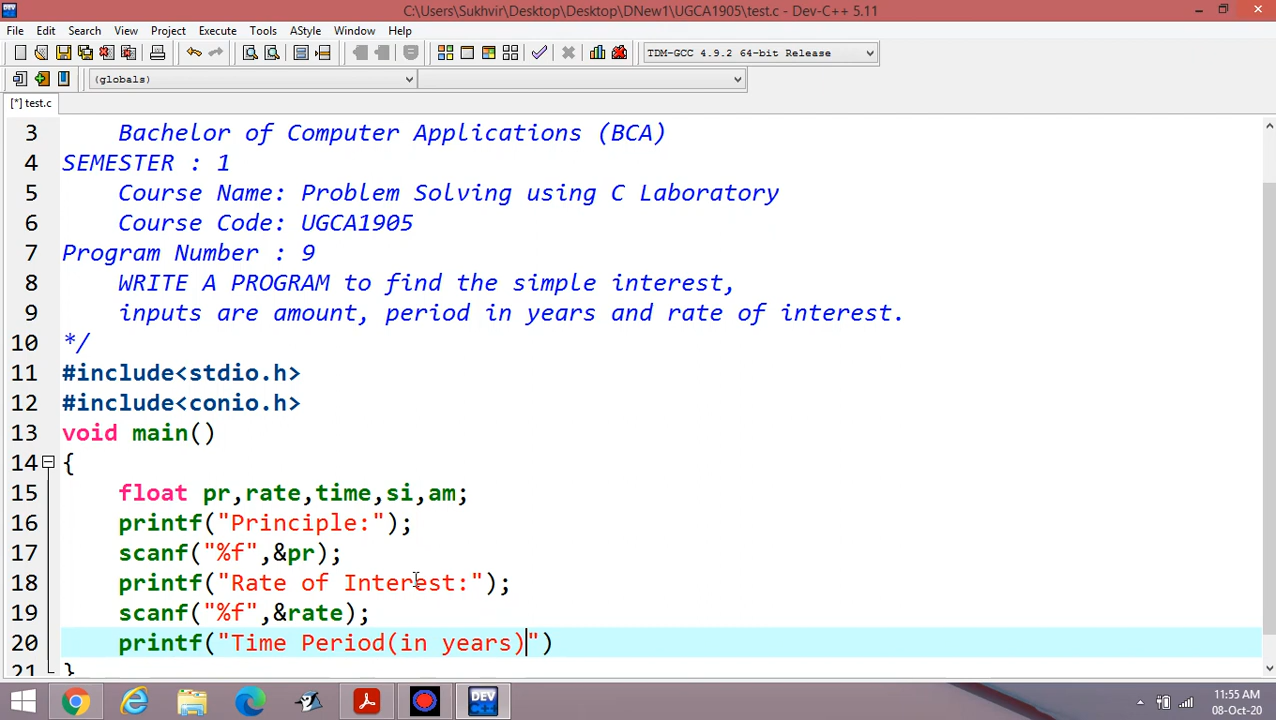 C:\Users\Sukhvir\Desktop\Desktop\DNew1\UGCA1905\test.c - Dev-C++ 5.11
File Edit Search View Project Execute Tools AStyle Window Help
TDM-GCC 4.9.2 64-bit Release
(globals)
[*] test.c
3 Bachelor of Computer Applications (BCA)
4 SEMESTER : 1
5 Course Name: Problem Solving using C Laboratory
6 Course Code: UGCA1905
7 Program Number : 9
8 WRITE A PROGRAM to find the simple interest,
9 inputs are amount, period in years and rate of interest.
10 */
11 #include<stdio.h>
12 #include<conio.h>
13 void main()
14 {
15 float pr,rate,time,si,am;
16 printf("Principle:");
17 scanf("%f",&pr);
18 printf("Rate of Interest:");
19 scanf("%f",&rate);
20 printf("Time Period(in years)")
21 }
DEV C++
11:55 AM
08-Oct-20